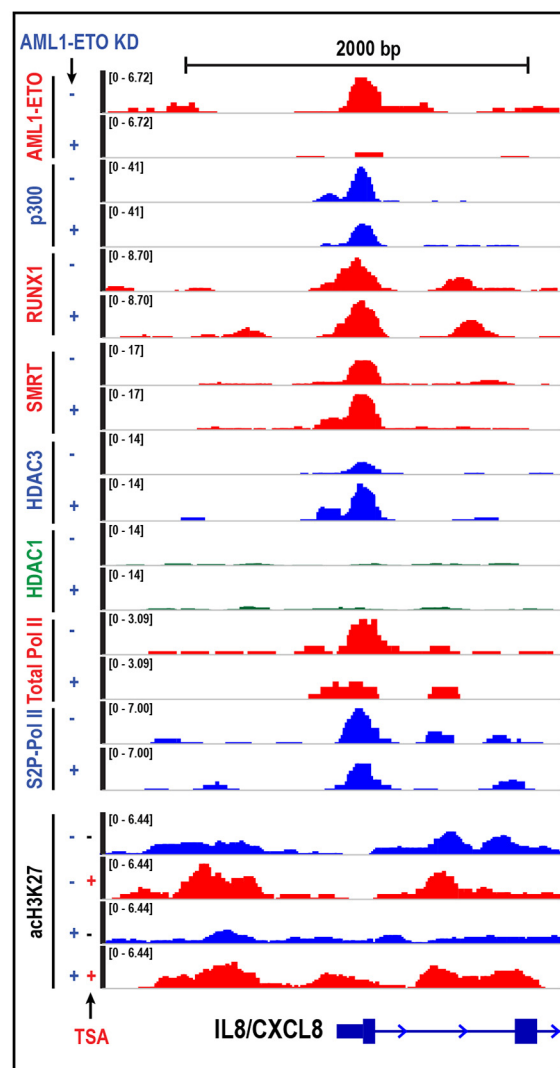 AML1-ETO KD
2000 bp
AML1-ETO
- [0 - 6.72]
+ [0 - 6.72]
p300
- [0 - 41]
+ [0 - 41]
RUNX1
- [0 - 8.70]
+ [0 - 8.70]
SMRT
- [0 - 17]
+ [0 - 17]
HDAC3
- [0 - 14]
+ [0 - 14]
HDAC1
- [0 - 14]
+ [0 - 14]
Total Pol II
- [0 - 3.09]
+ [0 - 3.09]
S2P-Pol II
- [0 - 7.00]
+ [0 - 7.00]
acH3K27
- - [0 - 6.44]
- + [0 - 6.44]
+ - [0 - 6.44]
+ + [0 - 6.44]
TSA
IL8/CXCL8